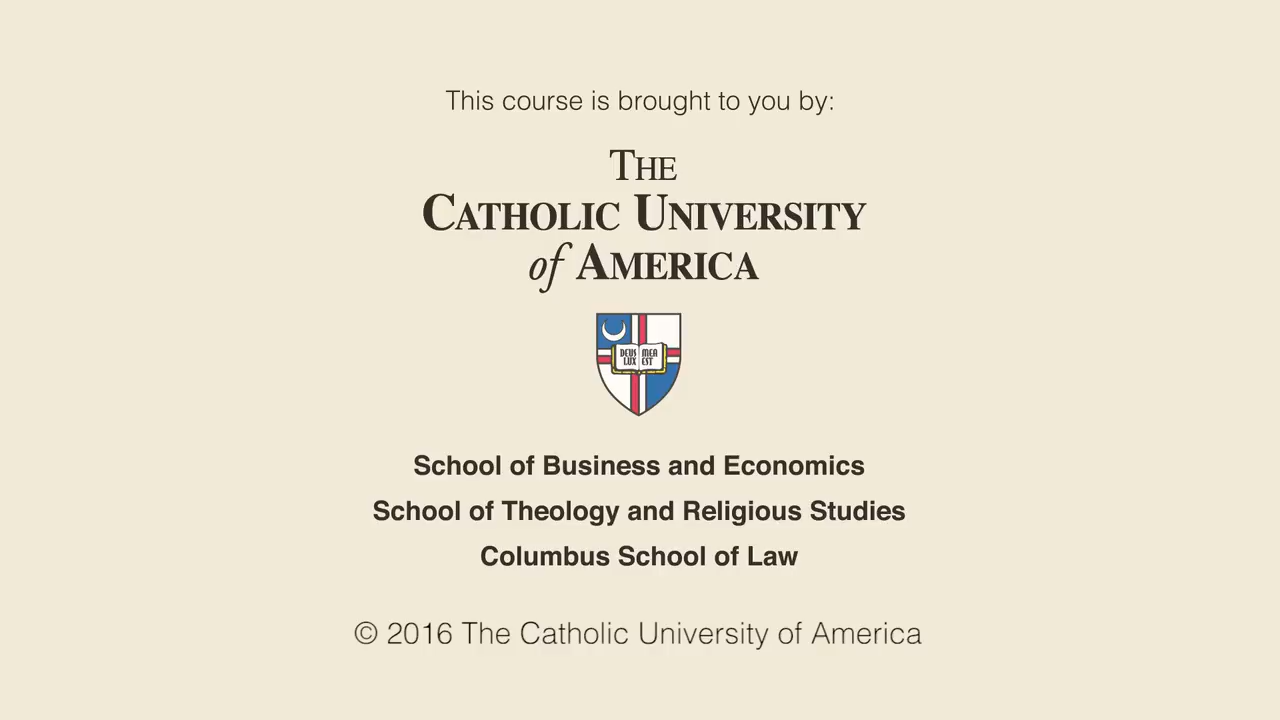 This course is brought to you by:
THE
CATHOLIC UNIVERSITY
of AMERICA
DEUS MEA
LUX EST
School of Business and Economics
School of Theology and Religious Studies
Columbus School of Law
© 2016 The Catholic University of America